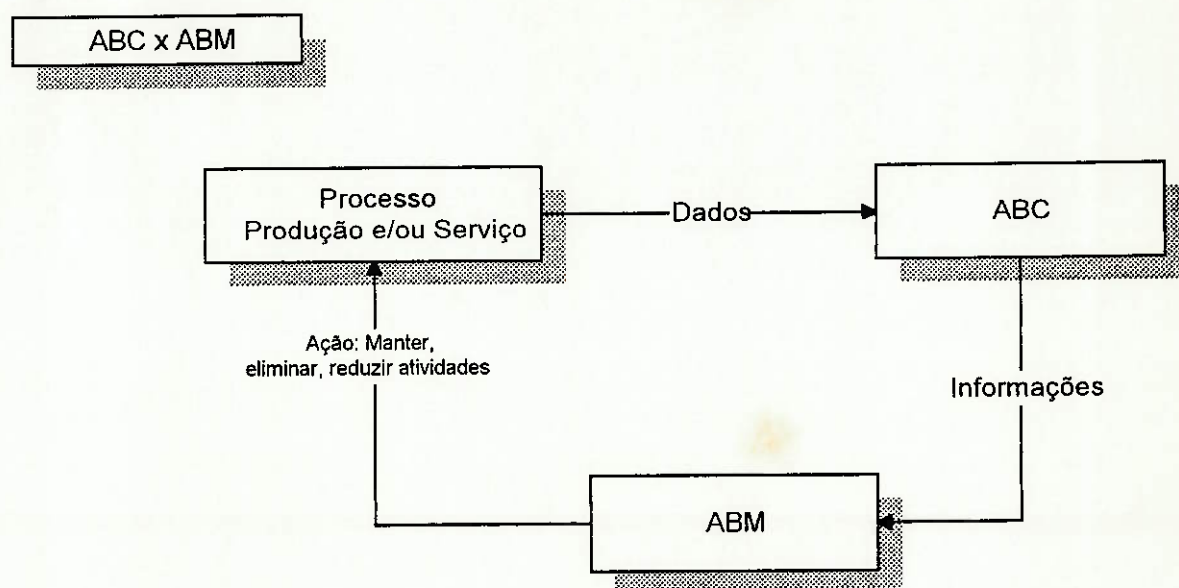 ABC x ABM
Processo
Produção e/ou Serviço
Dados
ABC
Ação: Manter,
eliminar, reduzir atividades
Informações
ABM